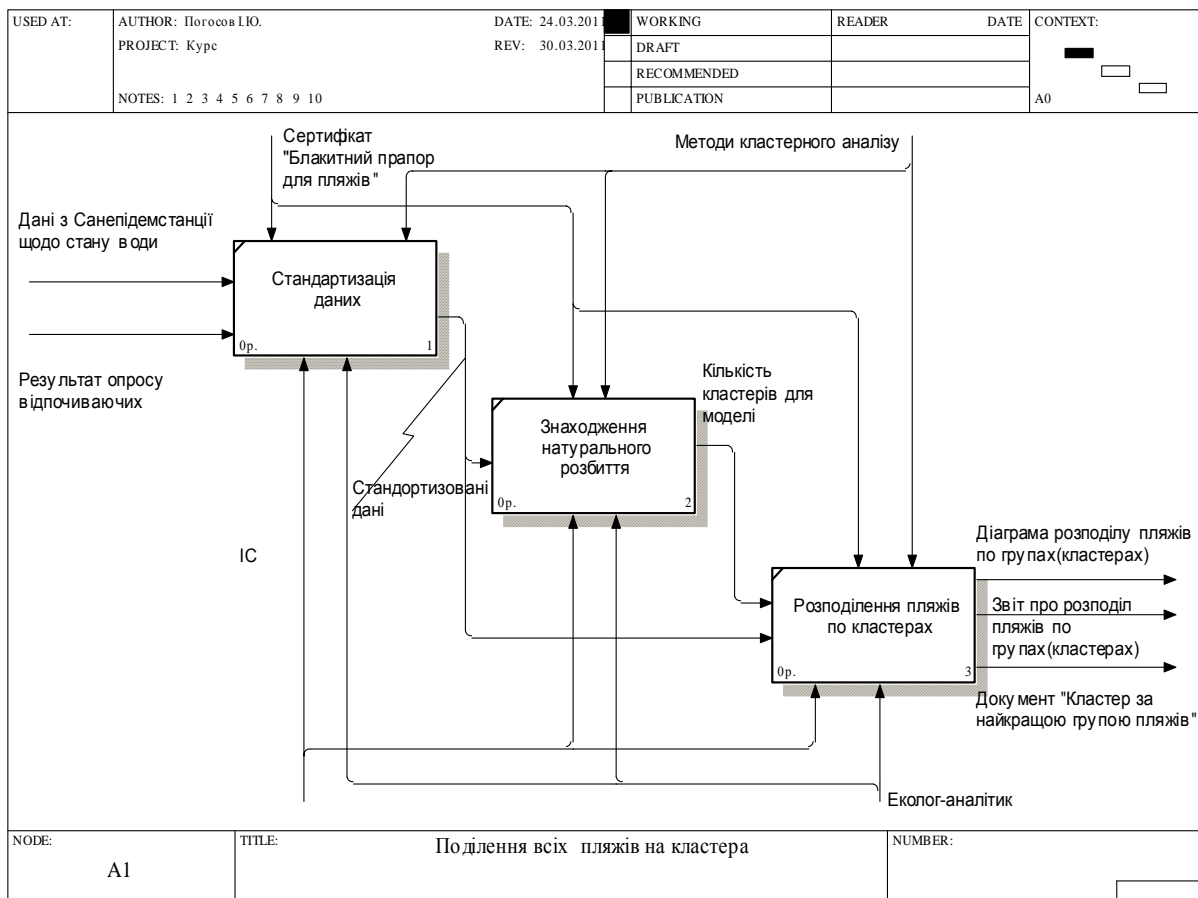 USED AT:
AUTHOR: Погосов І.Ю.
DATE: 24.03.2011
PROJECT: Курс
REV: 30.03.2011
NOTES: 1 2 3 4 5 6 7 8 9 10
WORKING
DRAFT
RECOMMENDED
PUBLICATION
READER
DATE
CONTEXT:
A0
Сертифікат
"Блакитний прапор
для пляжів"
Методи кластерного аналізу
Дані з Санепідемстанції
щодо стану води
Стандартизація
даних
0р.
1
Результат опросу
відпочиваючих
Кількість
кластерів для
моделі
Знаходження
натурального
розбиття
0р.
2
Стандортизовані
дані
ІС
Діаграма розподілу пляжів
по групах(кластерах)
Розподілення пляжів
по кластерах
0р.
3
Звіт про розподіл
пляжів по
групах(кластерах)
Документ "Кластер за
найкращою групою пляжів"
Еколог-аналітик
NODE:
A1
TITLE:
Поділення всіх пляжів на кластера
NUMBER: